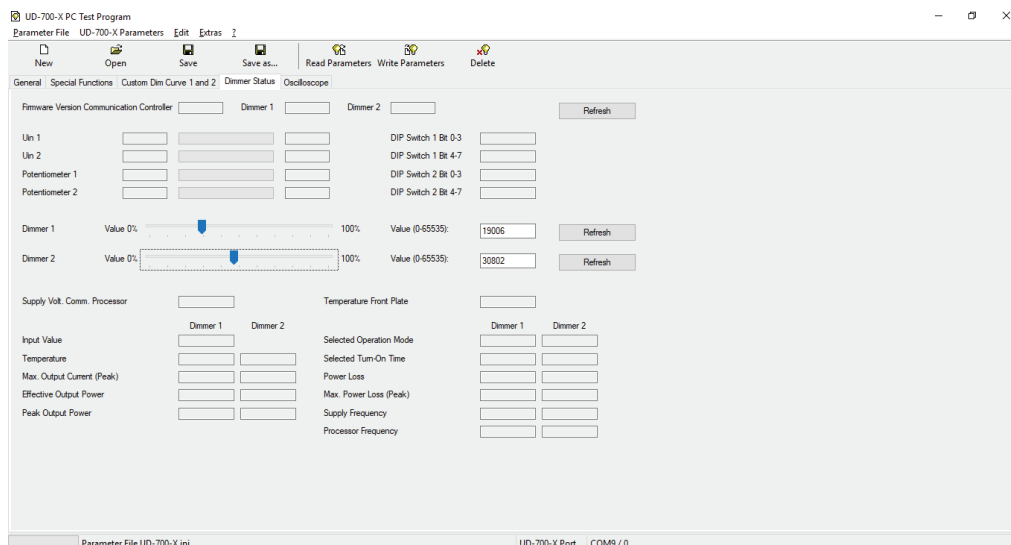 UD-700-X PC Test Program
Parameter File UD-700-X Parameters Edit Extras ?
New Open Save Save as... Read Parameters Write Parameters Delete
General Special Functions Custom Dim Curve 1 and 2 Dimmer Status Oscilloscope
Firmware Version Communication Controller Dimmer 1 Dimmer 2 Refresh
Uin 1 DIP Switch 1 Bit 0-3
Uin 2 DIP Switch 1 Bit 4-7
Potentiometer 1 DIP Switch 2 Bit 0-3
Potentiometer 2 DIP Switch 2 Bit 4-7
Dimmer 1 Value 0% 100% Value (0-65535): 19006 Refresh
Dimmer 2 Value 0% 100% Value (0-65535): 30802 Refresh
Supply Volt. Comm. Processor Temperature Front Plate
Dimmer 1 Dimmer 2 Dimmer 1 Dimmer 2
Input Value Selected Operation Mode
Temperature Selected Turn-On Time
Max. Output Current (Peak) Power Loss
Effective Output Power Max. Power Loss (Peak)
Peak Output Power Supply Frequency
Processor Frequency
Parameter File UD-700-X.ini UD-700-X Port COM9 / 0